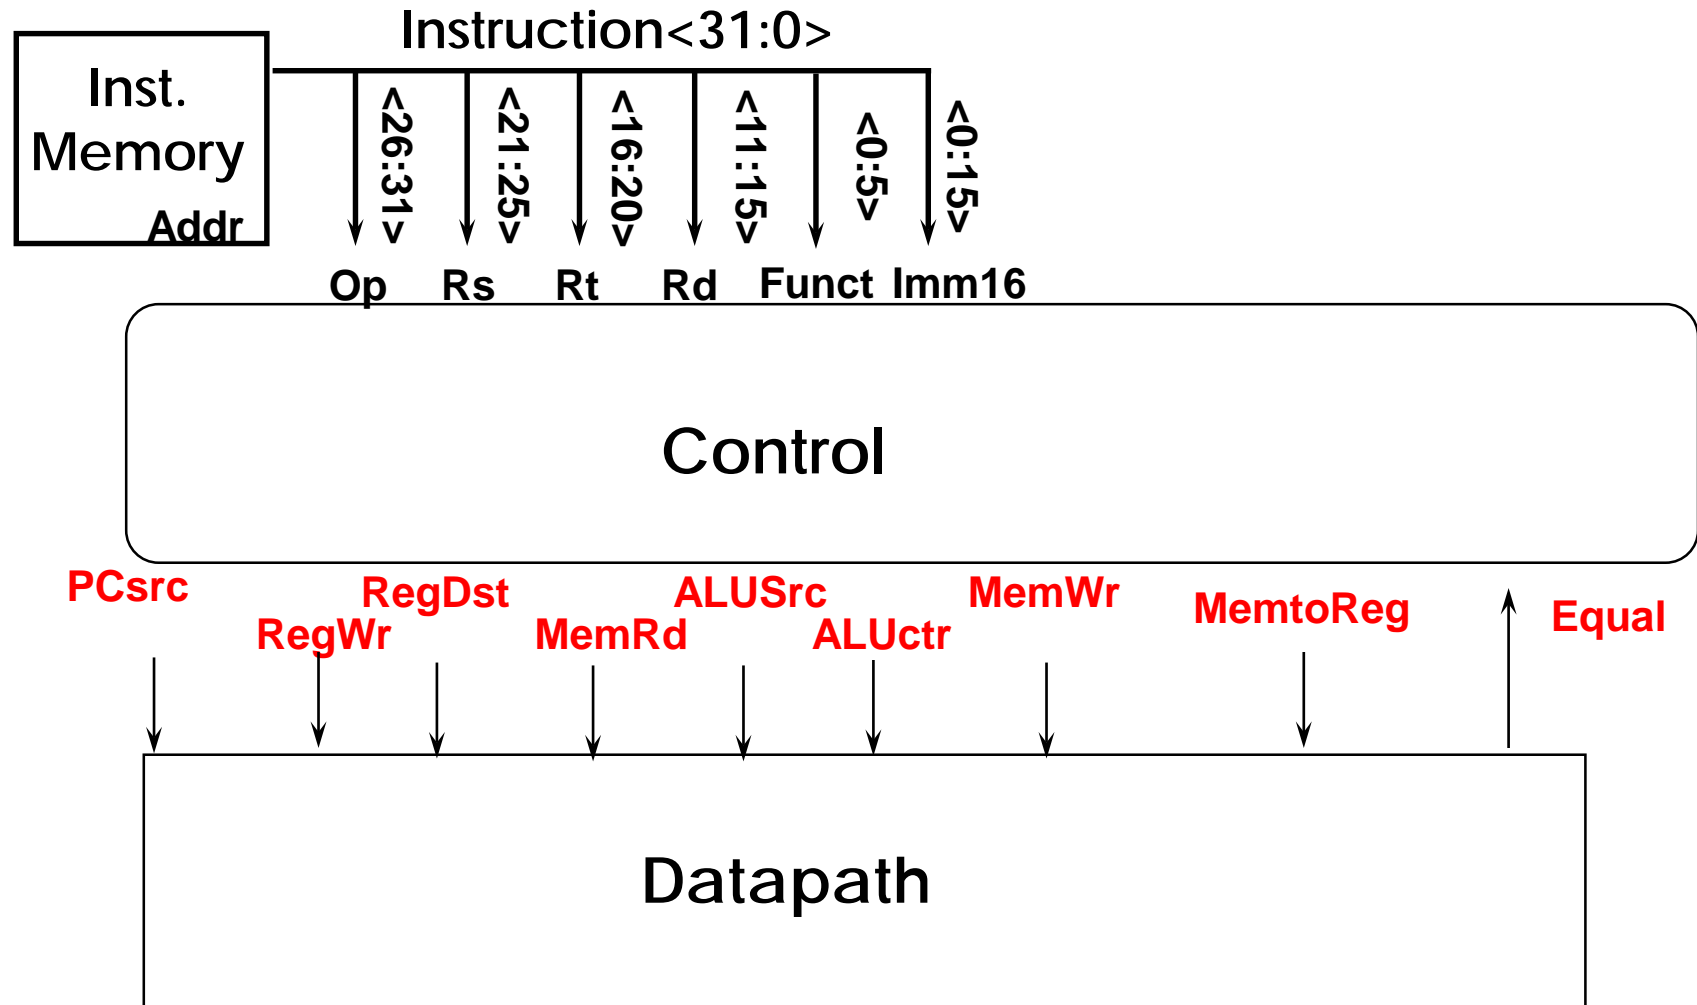 Instruction<31:0>
Inst.
Memory
Addr
<26:31>
<21:25>
<16:20>
<11:15>
<0:5>
<0:15>
Op Rs Rt Rd Funct Imm16
Control
PCsrc RegDst ALUSrc MemWr MemtoReg Equal
RegWr MemRd ALUctr
Datapath